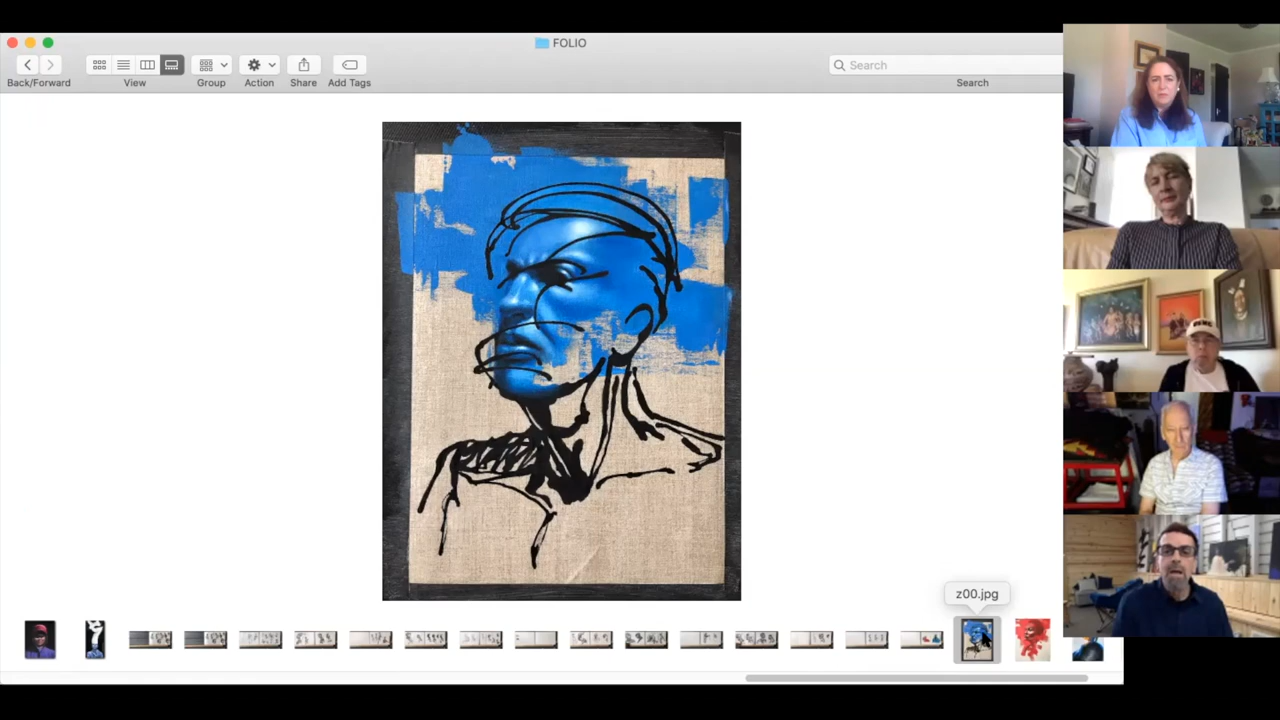 FOLIO
Search
Back/Forward
View
Group
Action
Share
Add Tags
Search
z00.jpg